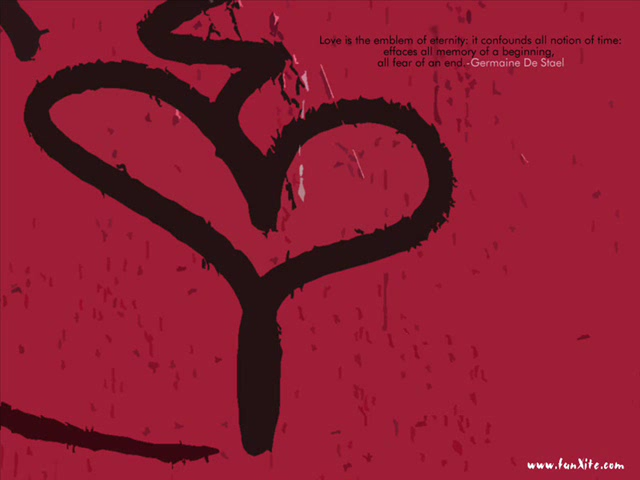 Love is the emblem of eternity; it confounds all notion of time:
effaces all memory of a beginning,
all fear of an end.-Germaine De Stael
www.funXite.com